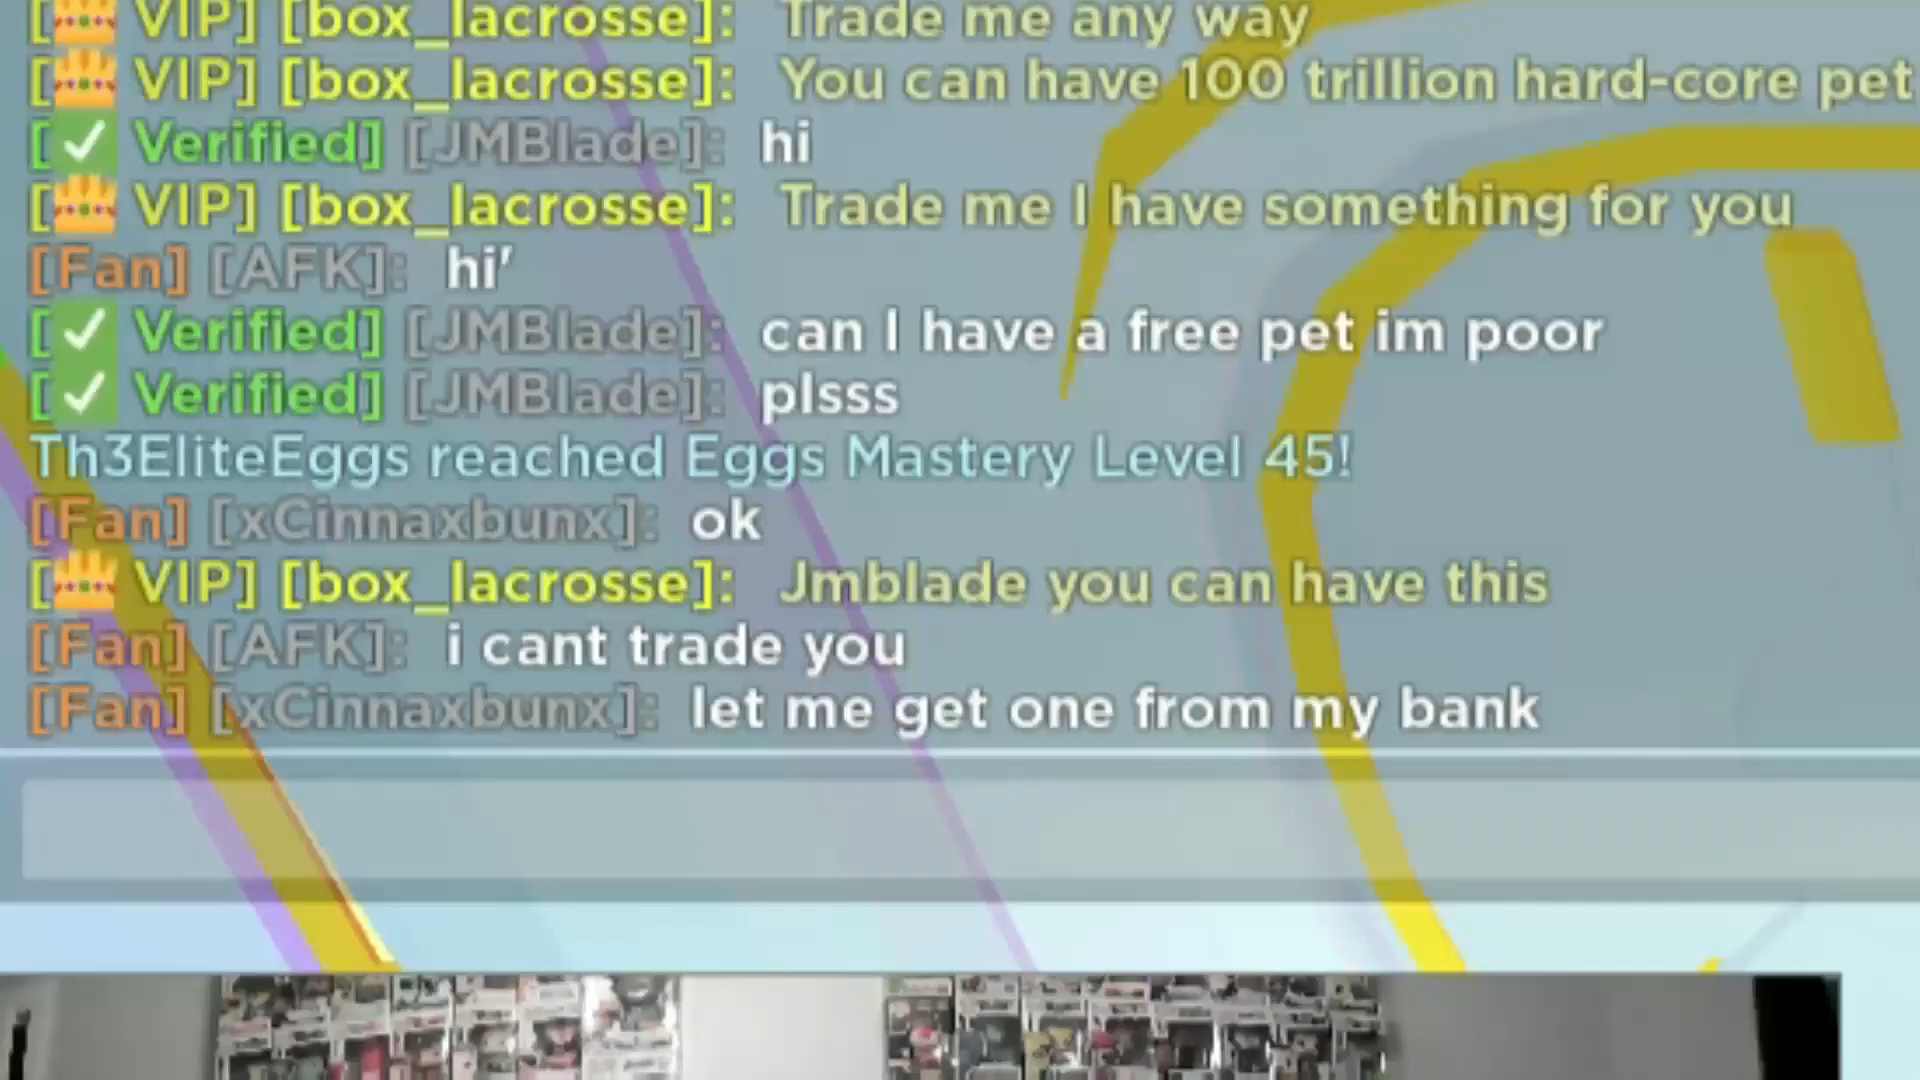 [👑 VIP] [box_lacrosse]: Trade me any way
[👑 VIP] [box_lacrosse]: You can have 100 trillion hard-core pet
[✓ Verified] [JMBlade]: hi
[👑 VIP] [box_lacrosse]: Trade me I have something for you
[Fan] [AFK]: hi'
[✓ Verified] [JMBlade]: can I have a free pet im poor
[✓ Verified] [JMBlade]: plsss
Th3EliteEggs reached Eggs Mastery Level 45!
[Fan] [xCinnaxbunx]: ok
[👑 VIP] [box_lacrosse]: Jmblade you can have this
[Fan] [AFK]: i cant trade you
[Fan] [xCinnaxbunx]: let me get one from my bank